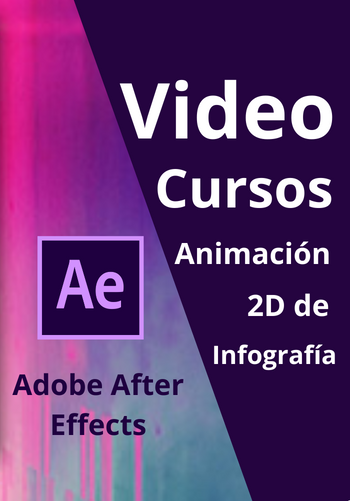 Video
Cursos
Animación
2D de
Infografía
Ae
Adobe After
Effects